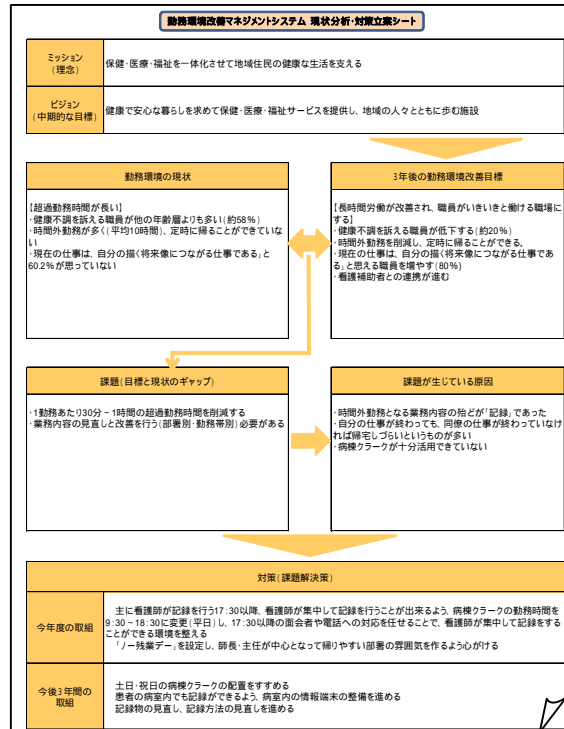 勤務環境改善マネジメントシステム 現状分析・対策立案シート
ミッション
(理念)
保健・医療・福祉を一体化させて地域住民の健康な生活を支える
ビジョン
(中期的な目標)
健康で安心な暮らしを求めて保健・医療・福祉サービスを提供し、地域の人々とともに歩む施設
勤務環境の現状
【超過勤務時間が長い】
・健康不調を訴える職員が他の年齢層よりも多い(約58%)
・時間外勤務が多く(平均10時間)、定時に帰ることができていな
い
・現在の仕事は、自分の描く「将来像につながる仕事である」と
60.2%が思っていない
3年後の勤務環境改善目標
【長時間労働が改善され、職員がいきいきと働ける職場に
する】
・健康不調を訴える職員が低下する(約20%)
・時間外勤務を削減し、定時に帰ることができる。
・現在の仕事は、自分の描く「将来像につながる仕事であ
る」と思える職員を増やす(80%)
・看護補助者との連携が進む
課題(目標と現状のギャップ)
・1勤務あたり30分－1時間の超過勤務時間を削減する
・業務内容の見直しと改善を行う(部署別・勤務帯別)必要がある
課題が生じている原因
・時間外勤務となる業務内容の殆どが「記録」であった
・自分の仕事が終わっても、同僚の仕事が終わっていなけ
れば帰宅しづらいというものが多い
・病棟クラークが十分活用できていない
対策(課題解決策)
今年度の取組
主に看護師が記録を行う17:30以降、看護師が集中して記録を行うことが出来るよう、病棟クラークの勤務時間を
9:30－18:30に変更(平日)し、17:30以降の面会者や電話への対応を任せることで、看護師が集中して記録をする
ことができる環境を整える
「ノー残業デー」を設定し、師長・主任が中心となって帰りやすい部署の雰囲気を作るよう心がける
今後3年間の
取組
土日・祝日の病棟クラークの配置をすすめる
患者の病室内でも記録ができるよう、病室内の情報端末の整備を進める
記録物の見直し、記録方法の見直しを進める